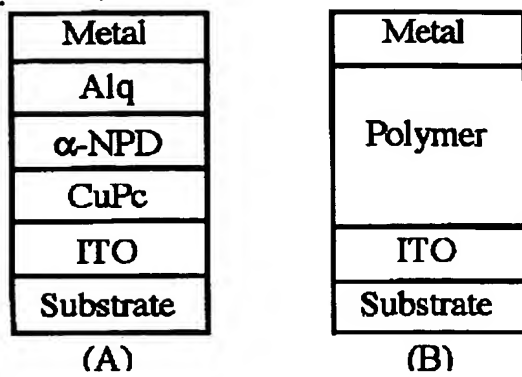 Metal
Alq
α-NPD
CuPc
ITO
Substrate
(A)
Metal
Polymer
ITO
Substrate
(B)